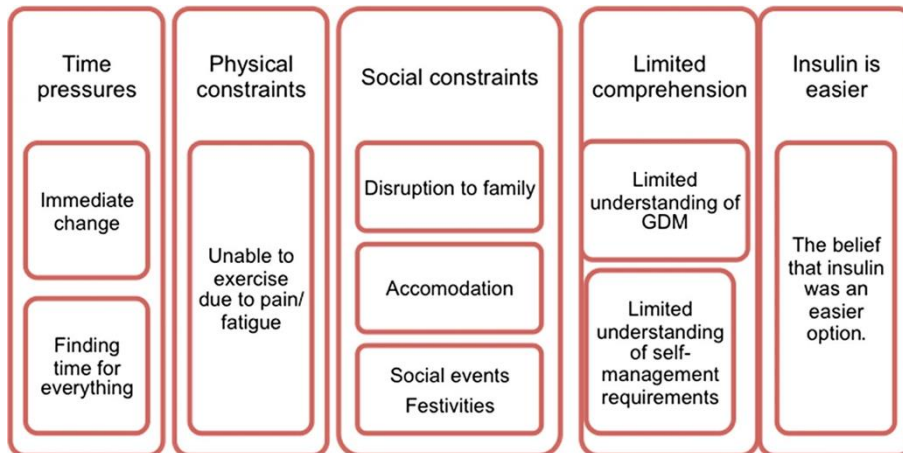 Time
pressures
Immediate
change
Finding
time for
everything
Physical
constraints
Unable to
exercise
due to pain/
fatigue
Social constraints
Disruption to family
Accomodation
Social events
Festivities
Limited
comprehension
Limited
understanding of
GDM
Limited
understanding
of self-
management
requirements
Insulin is
easier
The belief
that insulin
was an
easier
option.